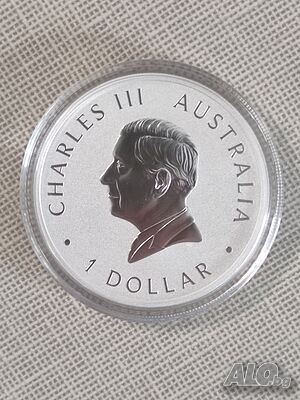 CHARLES III AUSTRALIA
• 1 DOLLAR •
ALO.bg